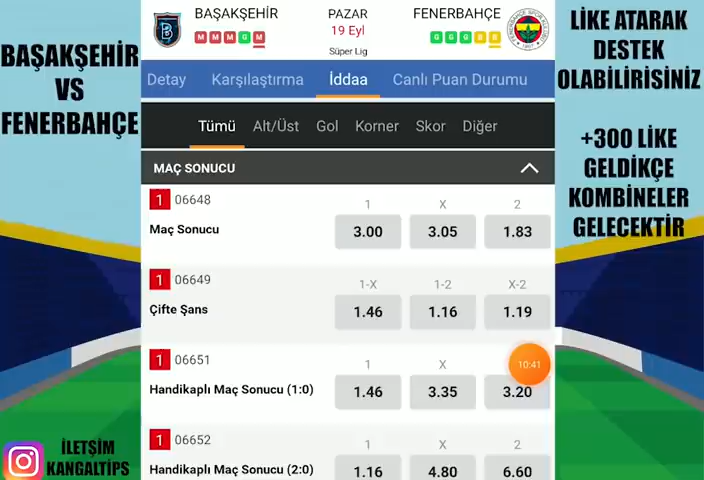 BAŞAKŞEHİR
VS
FENERBAHÇE
BAŞAKŞEHİR
M M M G M
PAZAR
19 Eyl
Süper Lig
FENERBAHÇE
G G G B B
Detay Karşılaştırma İddaa Canlı Puan Durumu
Tümü Alt/Üst Gol Korner Skor Diğer
MAÇ SONUCU
1 06648 1 X 2
Maç Sonucu 3.00 3.05 1.83
1 06649 1-X 1-2 X-2
Çifte Şans 1.46 1.16 1.19
1 06651 1 X
10:41
Handikaplı Maç Sonucu (1:0) 1.46 3.35 3.20
1 06652 1 X 2
Handikaplı Maç Sonucu (2:0) 1.16 4.80 6.60
LİKE ATARAK
DESTEK
OLABİLİRİSİNİZ
+300 LİKE
GELDİKÇE
KOMBİNELER
GELECEKTİR
İLETŞİM
KANGALTİPS